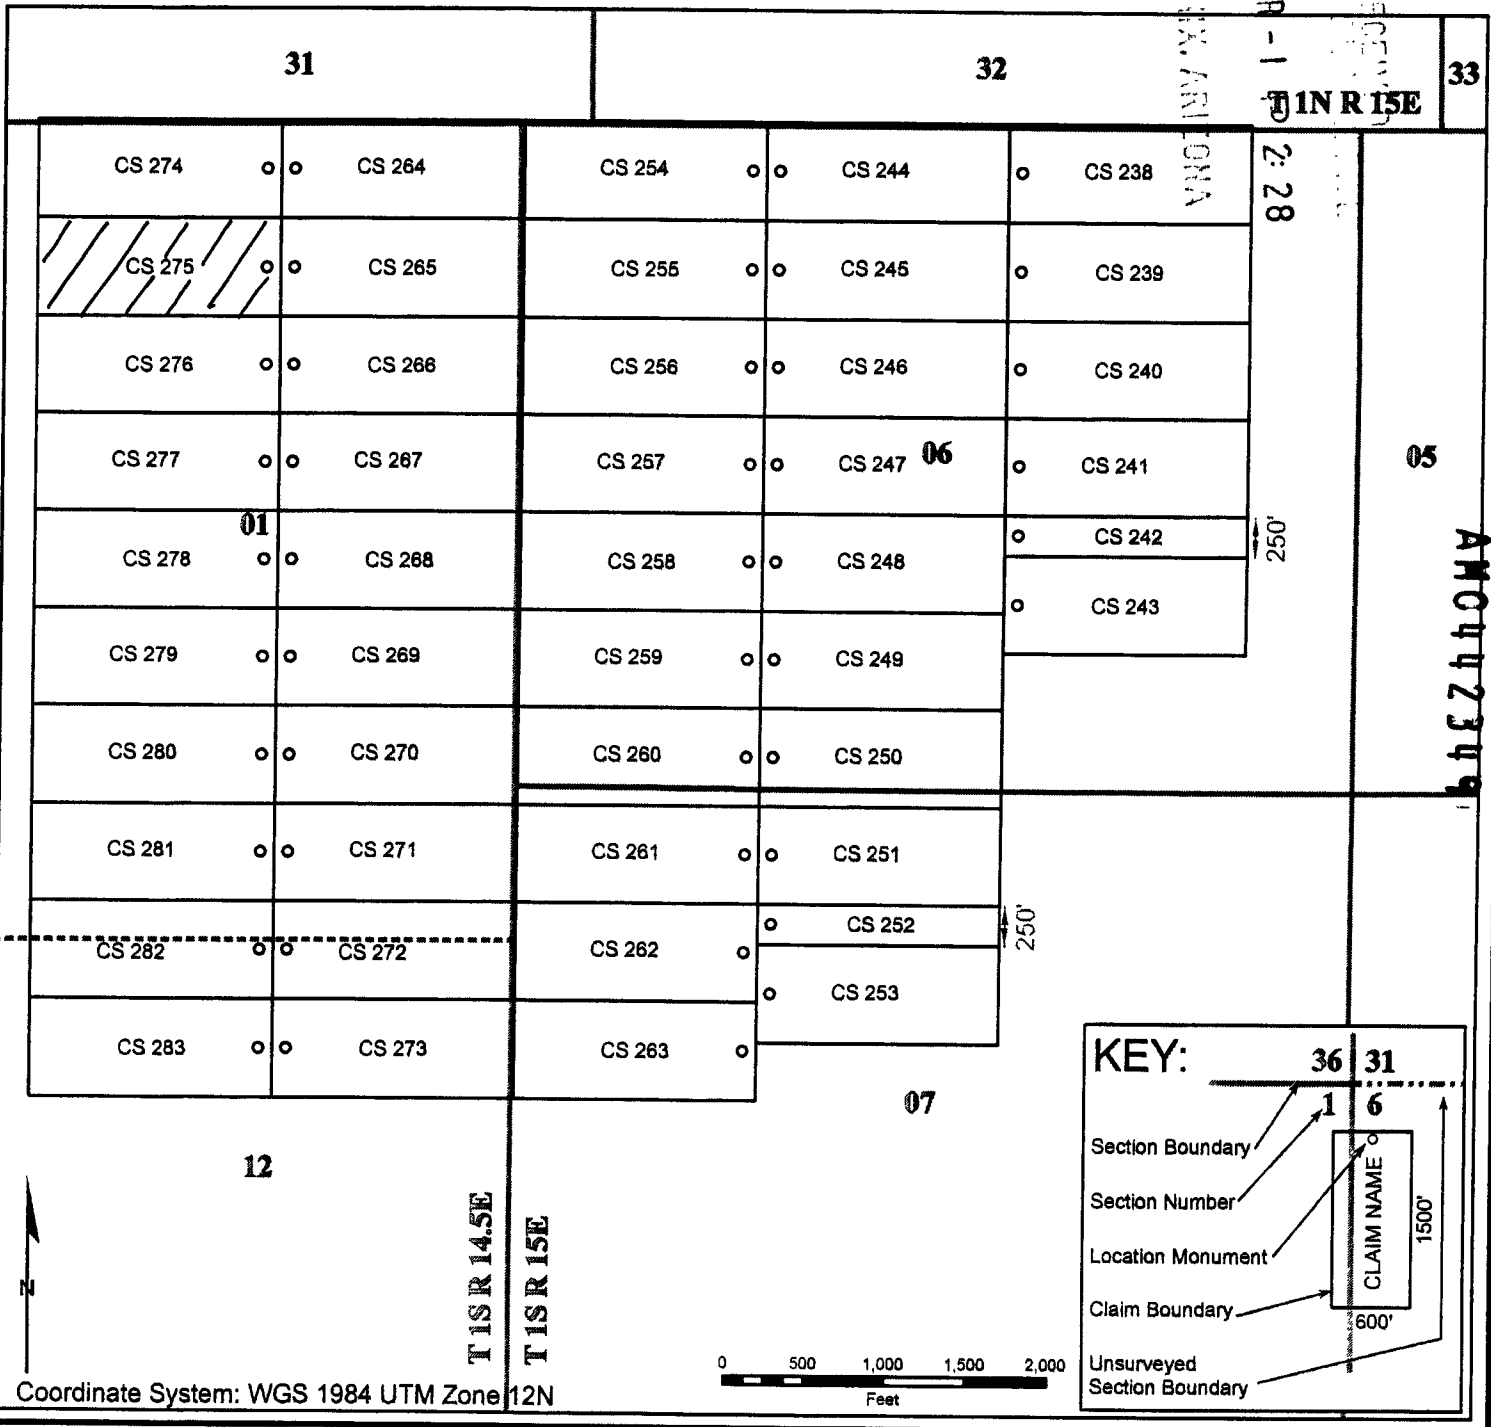 31
32
33
T 1N R 15E
2: 28
CS 274
CS 264
CS 254
CS 244
CS 238
CS 275
CS 265
CS 255
CS 245
CS 239
CS 276
CS 266
CS 256
CS 246
CS 240
CS 277
CS 267
CS 257
CS 247
06
CS 241
05
01
CS 278
CS 268
CS 258
CS 248
CS 242
250'
CS 243
CS 279
CS 269
CS 259
CS 249
AMC442349
CS 280
CS 270
CS 260
CS 250
CS 281
CS 271
CS 261
CS 251
CS 252
250'
CS 282
CS 272
CS 262
CS 253
CS 283
CS 273
CS 263
07
12
T 1S R 14.5E
T 1S R 15E
N
KEY:
36 31
1 6
Section Boundary
Section Number
Location Monument
Claim Boundary
Unsurveyed
Section Boundary
CLAIM NAME
1500'
600'
0 500 1,000 1,500 2,000
Feet
Coordinate System: WGS 1984 UTM Zone 12N